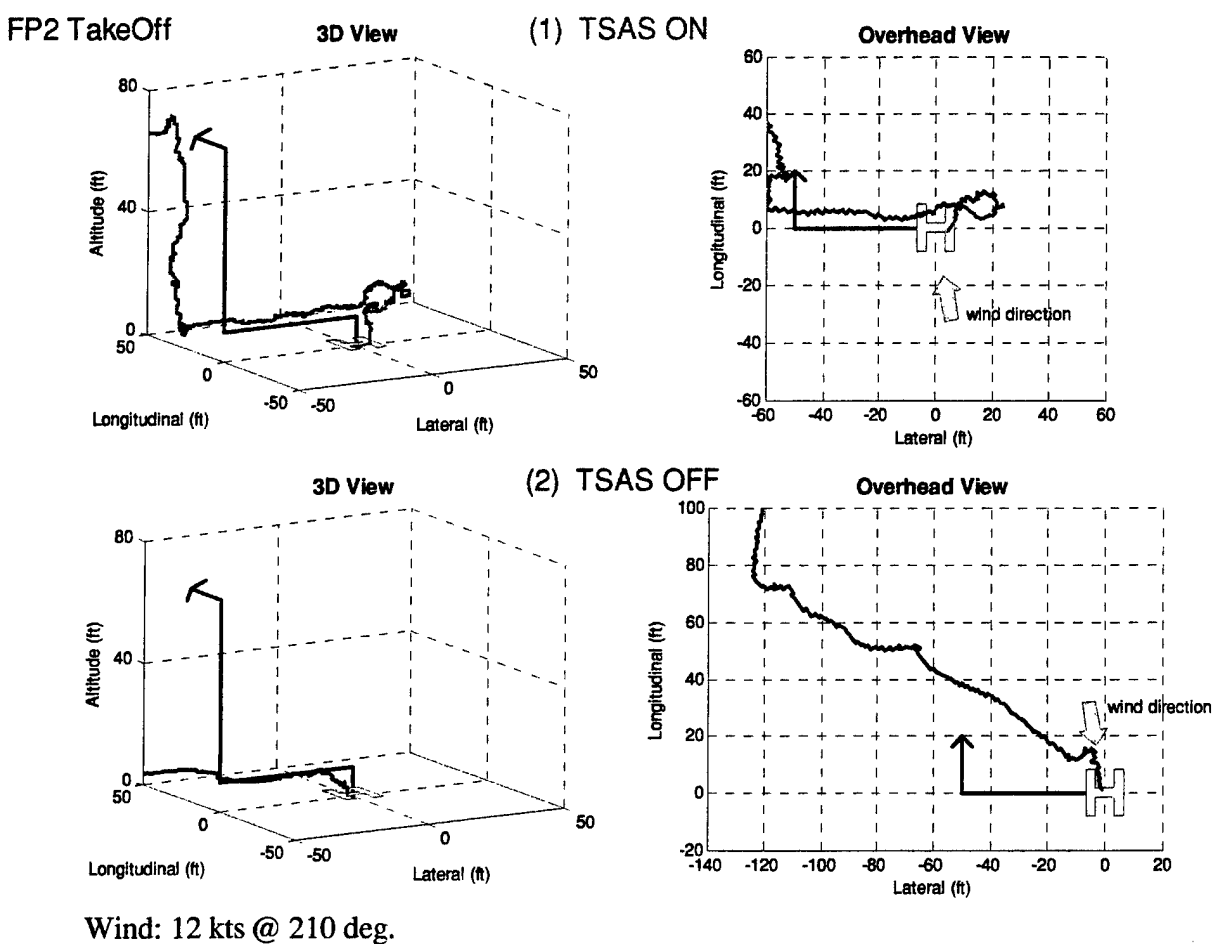 FP2 TakeOff
3D View
(1) TSAS ON
Overhead View
80
40
0
Altitude (ft)
50
0
-50
Longitudinal (ft)
-50
0
50
Lateral (ft)
60
40
20
0
-20
-40
-60
Longitudinal (ft)
H
wind direction
-60
-40
-20
0
20
40
60
Lateral (ft)
3D View
(2) TSAS OFF
Overhead View
80
40
0
Altitude (ft)
50
0
-50
Longitudinal (ft)
-50
0
50
Lateral (ft)
100
80
60
40
20
0
-20
Longitudinal (ft)
wind direction
H
-140
-120
-100
-80
-60
-40
-20
0
20
Lateral (ft)
Wind: 12 kts @ 210 deg.